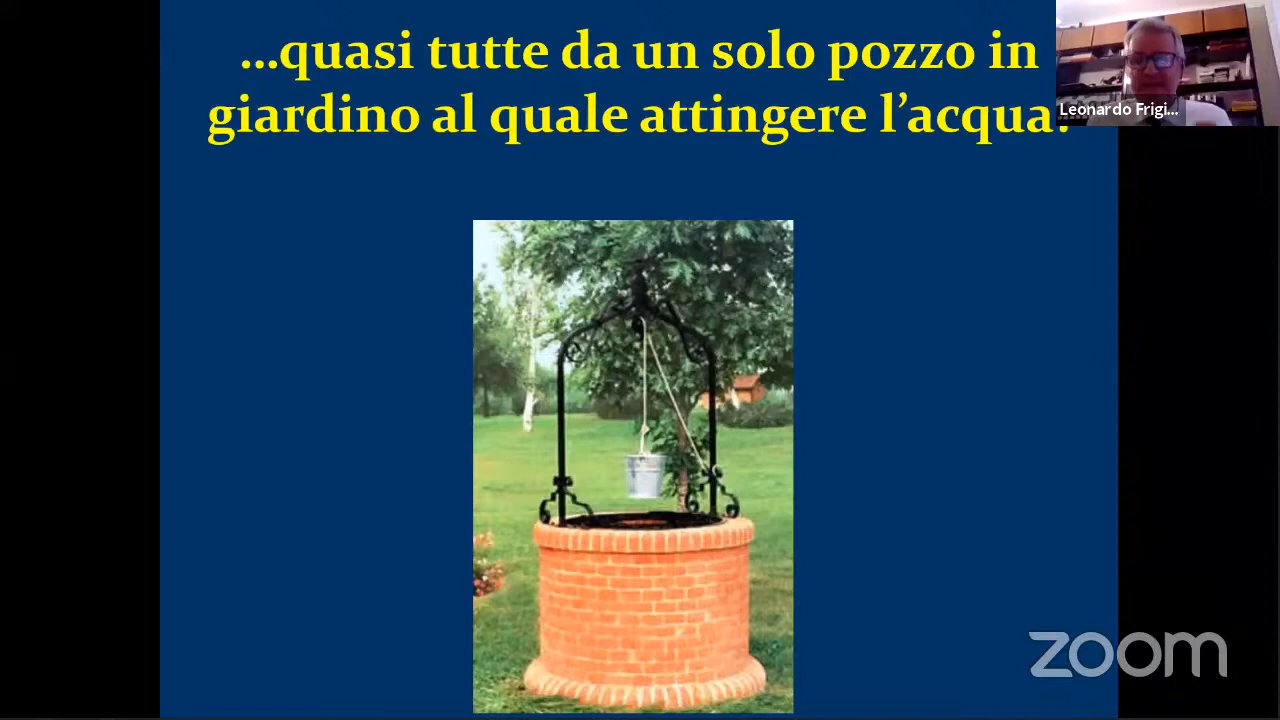 ...quasi tutte da un solo pozzo in
giardino al quale attingere l’acqua.
Leonardo Frigi...
zoom